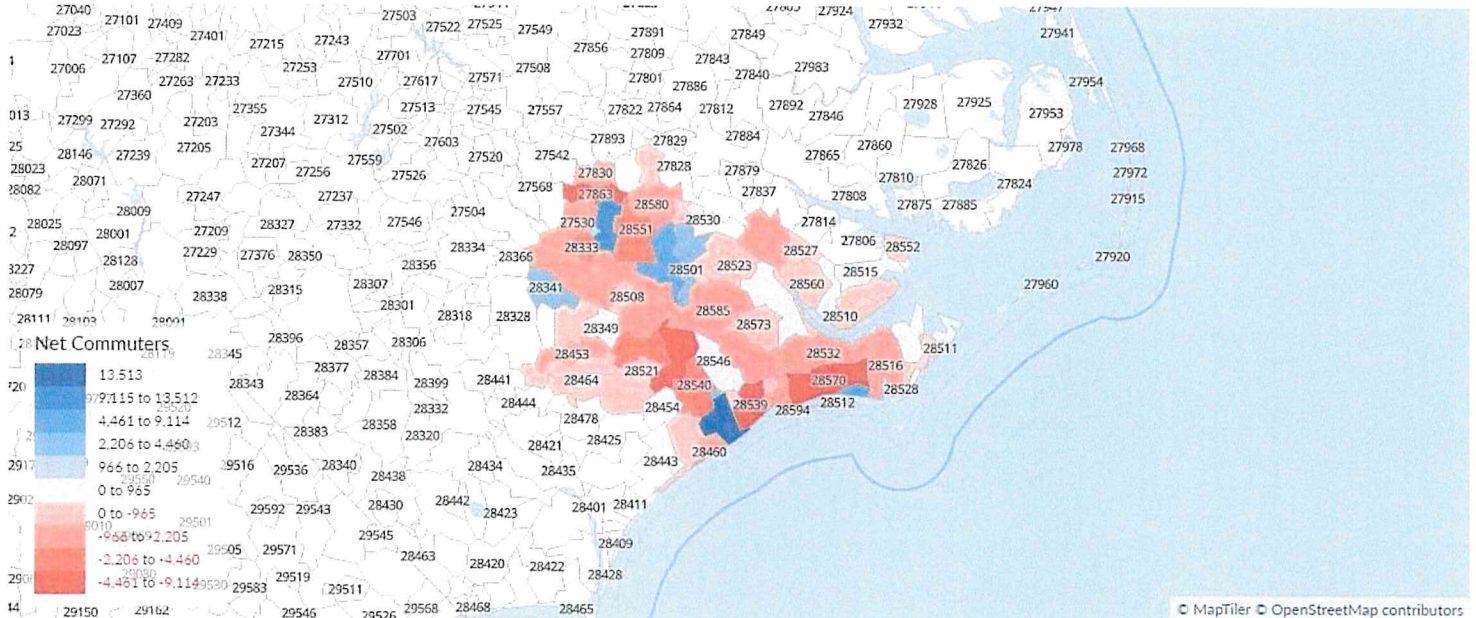 27040 27101 27409 27503 27522 27525 27549 27891 27849 27805 27924 27932 27947
27023 27401 27215 27243 27941
27107 27282 27253 27701 27856 27809 27843 27983
27006 27263 27233 27510 27617 27571 27508 27801 27886 27840 27954
27360 27355 27513 27545 27557 27822 27864 27812 27892 27846 27928 27925 27953
27299 27292 27203 27344 27312 27502 27603 27893 27829 27884 27860 27978 27968
28146 27239 27205 27207 27256 27559 27526 27520 27542 27828 27879 27865 27826 27972
28023 28071 27247 27237 27568 27830 27863 27837 27808 27810 27824 27915
28082 28009 28580 27875 27885
28025 28001 27209 28327 27332 27546 27504 27530 28551 28530 27814
28097 28128 27229 27376 28350 28356 28334 28366 28333 28527 27806 28552 27920
28079 28007 28315 28307 28341 28501 28523 28560 28515 27960
28338 28301 28508 28510
28111 28103 28091 28318 28328 28349 28585 28573
Net Commuters
28396 28357 28306 28453 28546 28532 28511
28345 28377 28384 28441 28464 28521 28540 28570 28516
28343 28364 28399 28444 28454 28539 28594 28512 28528
28332 28478
28383 28358 28320 28421 28425 28460
29516 29536 28340 28438 28434 28435 28443
29592 29543 28430 28442 28423 28401 28411
29571 29545 28463 28409
29583 29519 29511 28420 28422 28428
29150 29162 29546 29526 29568 28468 28465
13,513
9,115 to 13,512
4,461 to 9,114
2,206 to 4,460
966 to 2,205
0 to 965
0 to -965
-966 to -2,205
-2,206 to -4,460
-4,461 to -9,114
© MapTiler © OpenStreetMap contributors